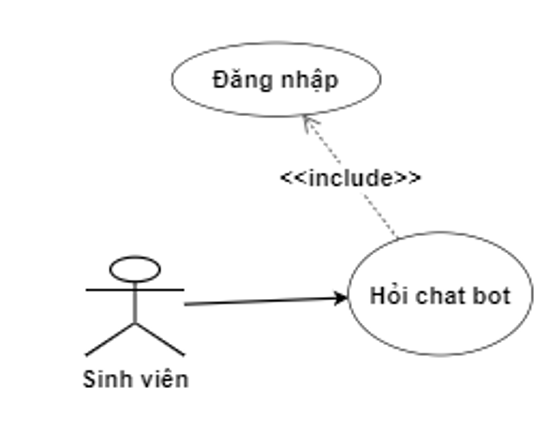 Đăng nhập
<<include>>
Hỏi chat bot
Sinh viên